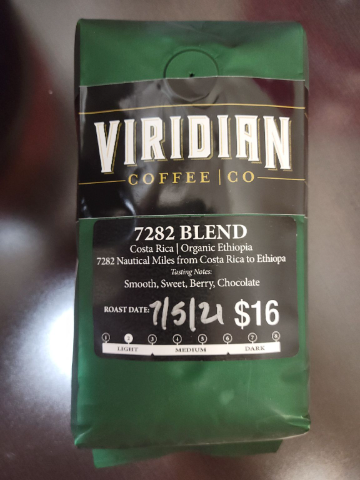 VIRIDIAN
COFFEE | CO
7282 BLEND
Costa Rica | Organic Ethiopia
7282 Nautical Miles from Costa Rica to Ethiopa
Tasting Notes:
Smooth, Sweet, Berry, Chocolate
ROAST DATE: 7/5/21 $16
1 2 3 4 5 6 7 8
LIGHT MEDIUM DARK